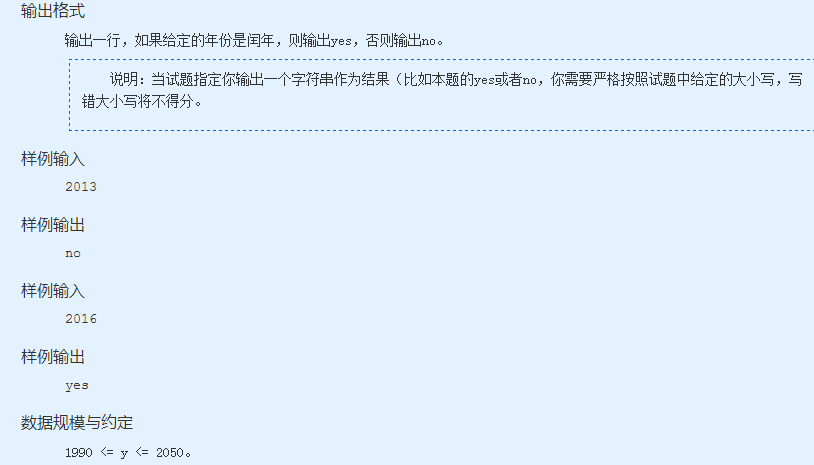 输出格式
输出一行，如果给定的年份是闰年，则输出yes，否则输出no。
说明：当试题指定你输出一个字符串作为结果（比如本题的yes或者no，你需要严格按照试题中给定的大小写，写
错大小写将不得分。
样例输入
2013
样例输出
no
样例输入
2016
样例输出
yes
数据规模与约定
1990 <= y <= 2050。